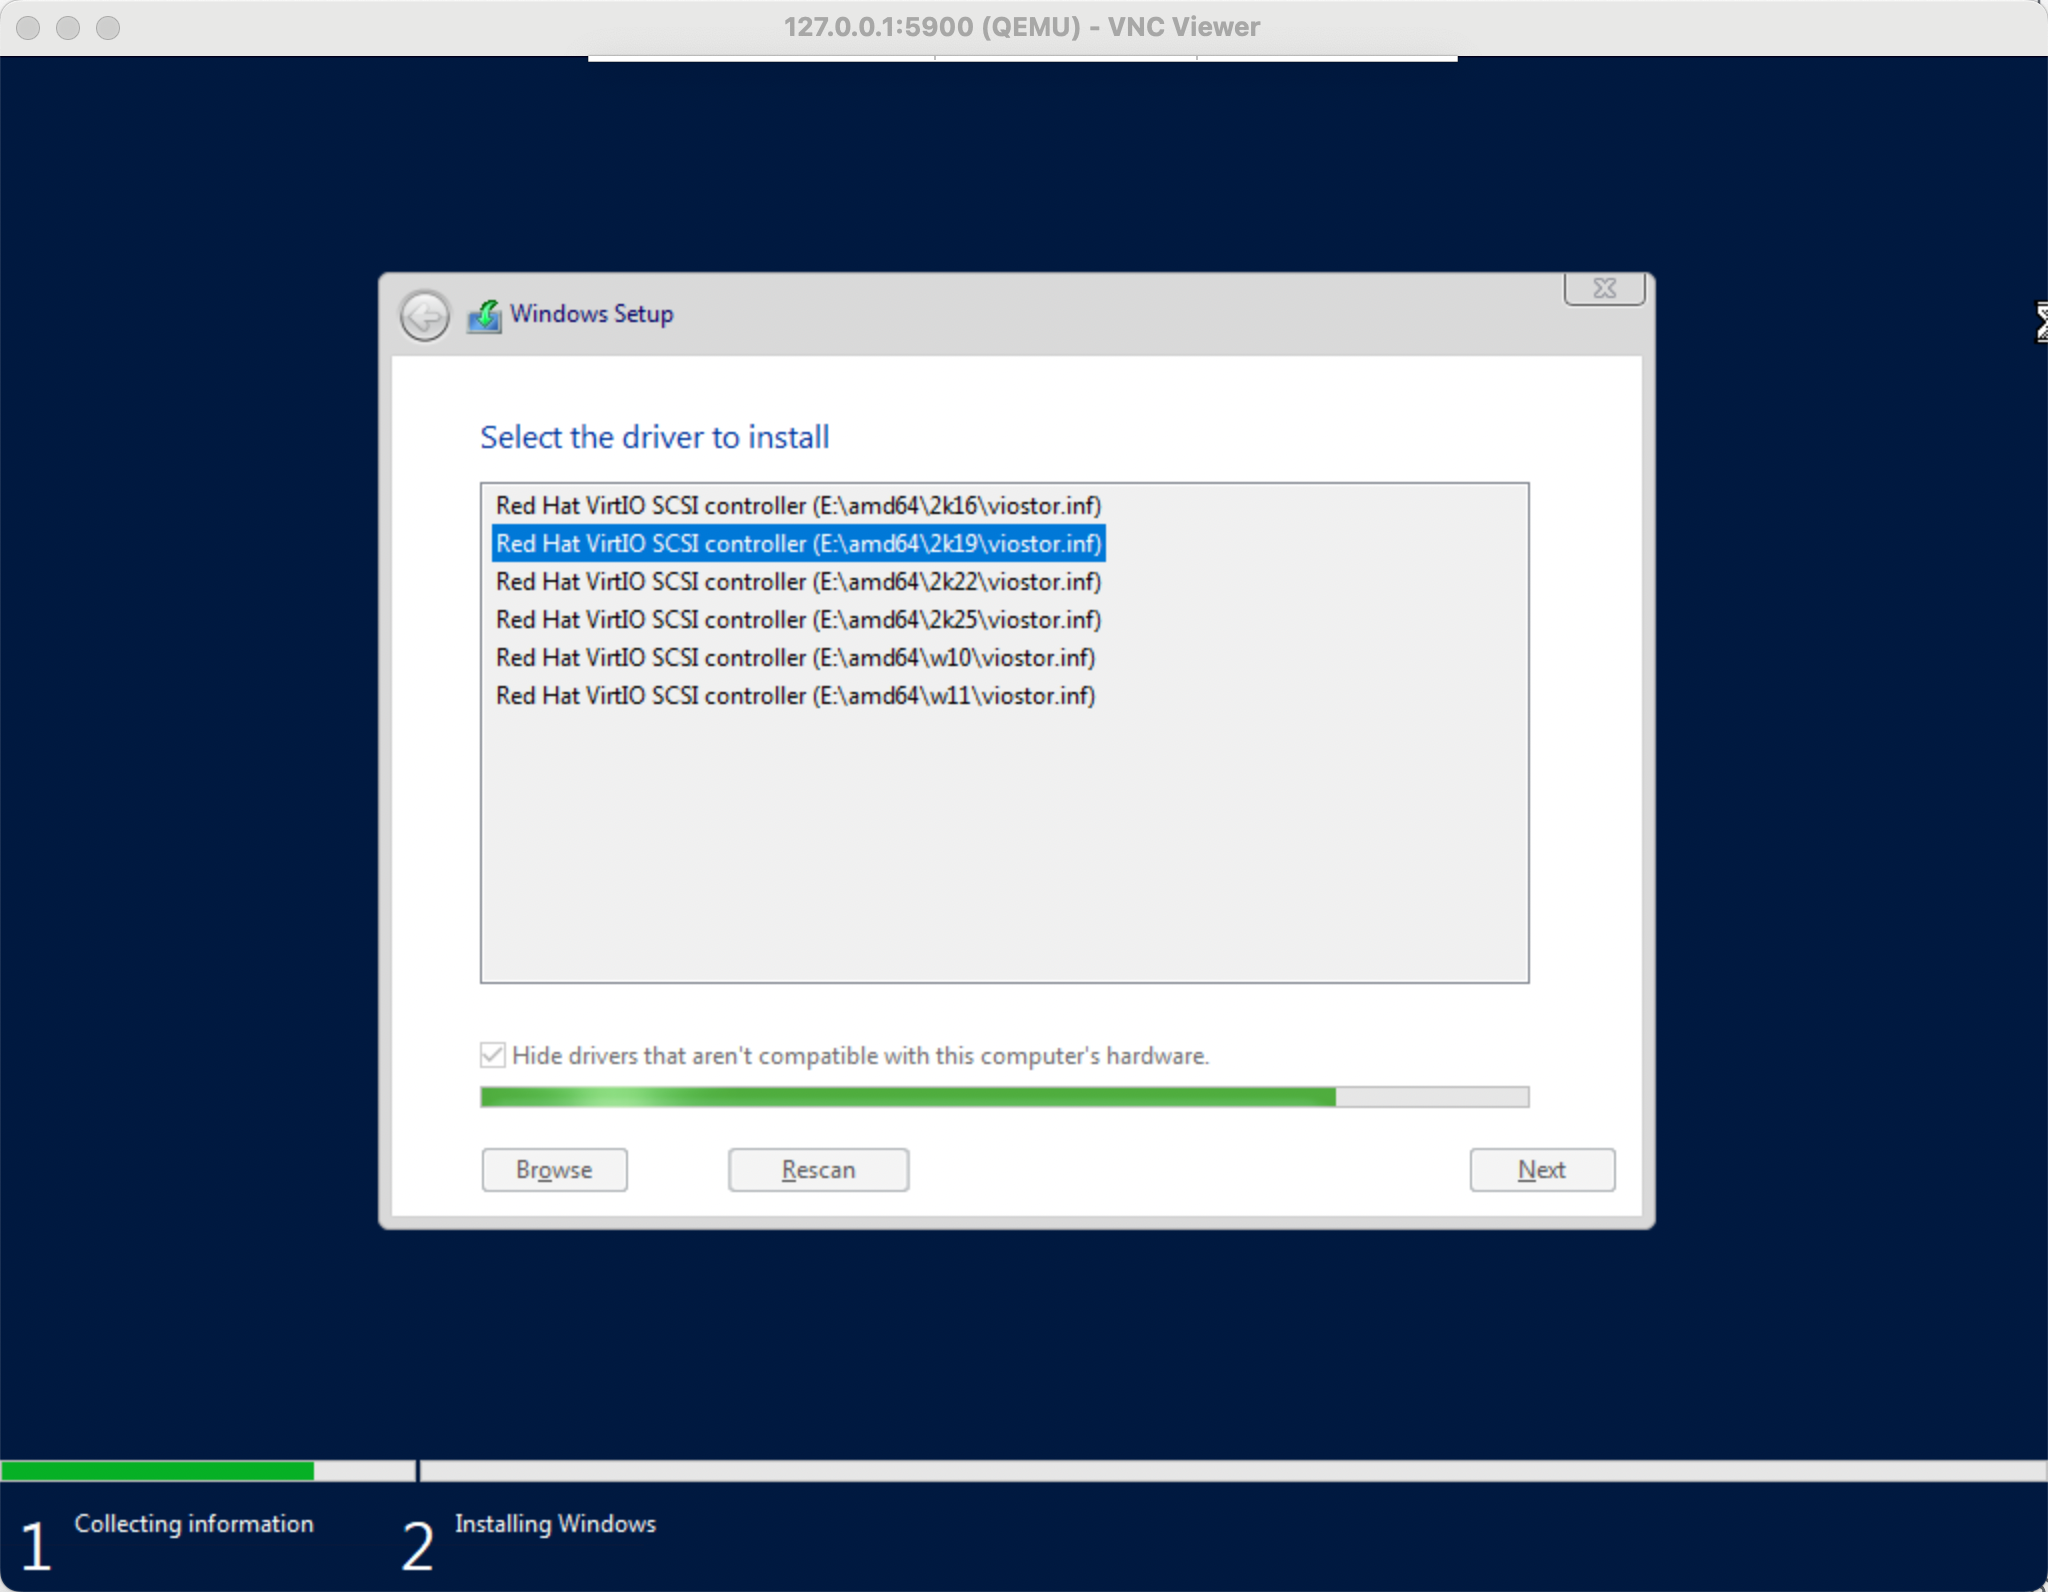 127.0.0.1:5900 (QEMU) - VNC Viewer
Windows Setup
Select the driver to install
Red Hat VirtIO SCSI controller (E:\amd64\2k16\viostor.inf)
Red Hat VirtIO SCSI controller (E:\amd64\2k19\viostor.inf)
Red Hat VirtIO SCSI controller (E:\amd64\2k22\viostor.inf)
Red Hat VirtIO SCSI controller (E:\amd64\2k25\viostor.inf)
Red Hat VirtIO SCSI controller (E:\amd64\w10\viostor.inf)
Red Hat VirtIO SCSI controller (E:\amd64\w11\viostor.inf)
Hide drivers that aren't compatible with this computer's hardware.
Browse
Rescan
Next
1 Collecting information
2 Installing Windows